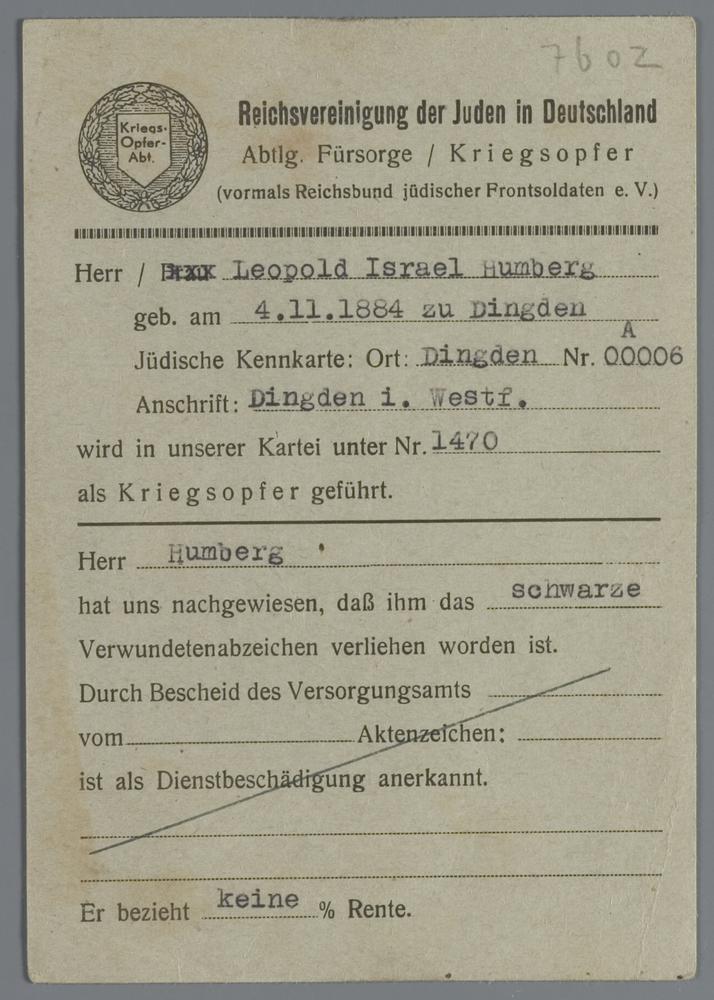 7602
Kriegs-
Opfer-
Abt.
Reichsvereinigung der Juden in Deutschland
Abtlg. Fürsorge / Kriegsopfer
(vormals Reichsbund jüdischer Frontsoldaten e. V.)
Herr / Leopold Israel Humberg
geb. am 4.11.1884 zu Dingden
A
Jüdische Kennkarte: Ort: Dingden Nr. 00006
Anschrift: Dingden i. Westf.
wird in unserer Kartei unter Nr. 1470
als Kriegsopfer geführt.
Herr Humberg
hat uns nachgewiesen, daß ihm das schwarze
Verwundetenabzeichen verliehen worden ist.
Durch Bescheid des Versorgungsamts
vom Aktenzeichen:
ist als Dienstbeschädigung anerkannt.
Er bezieht keine % Rente.